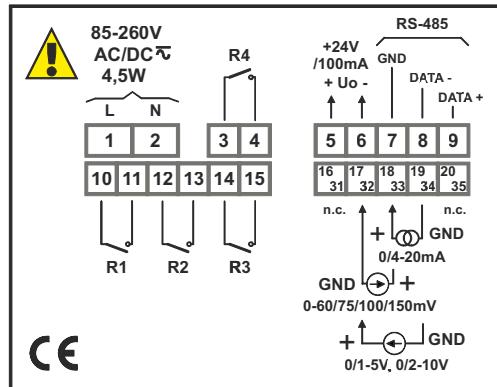 85-260V
AC/DC
4,5W
L N
R4
RS-485
+24V
/100mA
+ Uo -
GND
DATA -
DATA +
1 2 3 4 5 6 7 8 9
10 11 12 13 14 15
16 17 18 19 20
31 32 33 34 35
n.c. n.c.
R1 R2 R3
+ GND
0/4-20mA
GND +
0-60/75/100/150mV
+ GND
0/1-5V, 0/2-10V
CE